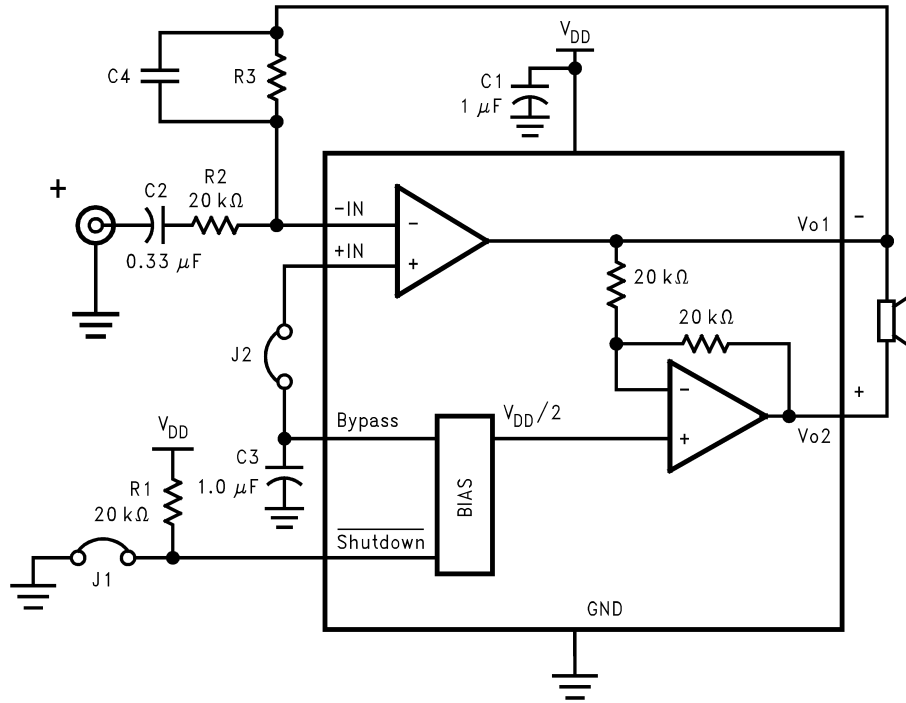 C4
R3
V_DD
C1
1 µF
+
C2
R2
20 kΩ
0.33 µF
-IN
+IN
-
+
Vo1
-
20 kΩ
20 kΩ
J2
-
+
+
Vo2
Bypass
V_DD/2
C3
1.0 µF
V_DD
R1
20 kΩ
BIAS
Shutdown
J1
GND